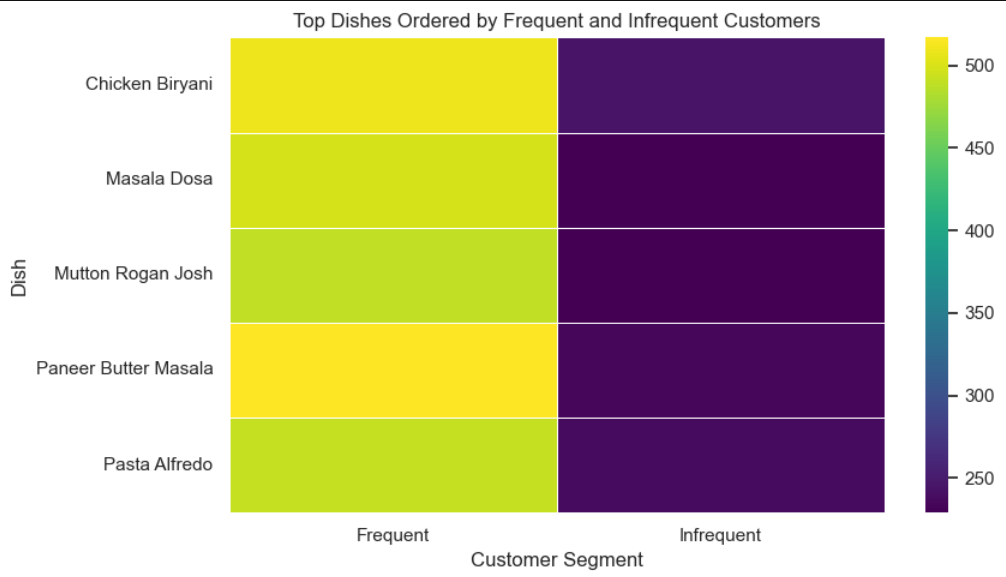 Top Dishes Ordered by Frequent and Infrequent Customers
Dish
Chicken Biryani
Masala Dosa
Mutton Rogan Josh
Paneer Butter Masala
Pasta Alfredo
Frequent
Infrequent
Customer Segment
500
450
400
350
300
250